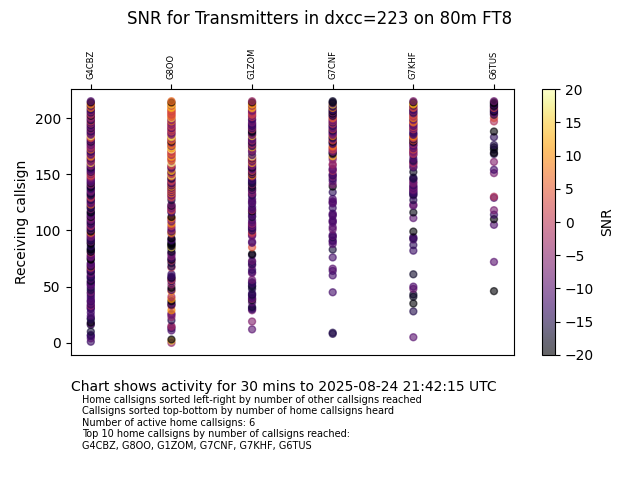 SNR for Transmitters in dxcc=223 on 80m FT8
G4CBZ G8OO G1ZOM G7CNF G7KHF G6TUS
Receiving callsign
200
150
100
50
0
20
15
10
5
0
−5
−10
−15
−20
SNR
Chart shows activity for 30 mins to 2025-08-24 21:42:15 UTC
Home callsigns sorted left-right by number of other callsigns reached
Callsigns sorted top-bottom by number of home callsigns heard
Number of active home callsigns: 6
Top 10 home callsigns by number of callsigns reached:
G4CBZ, G8OO, G1ZOM, G7CNF, G7KHF, G6TUS